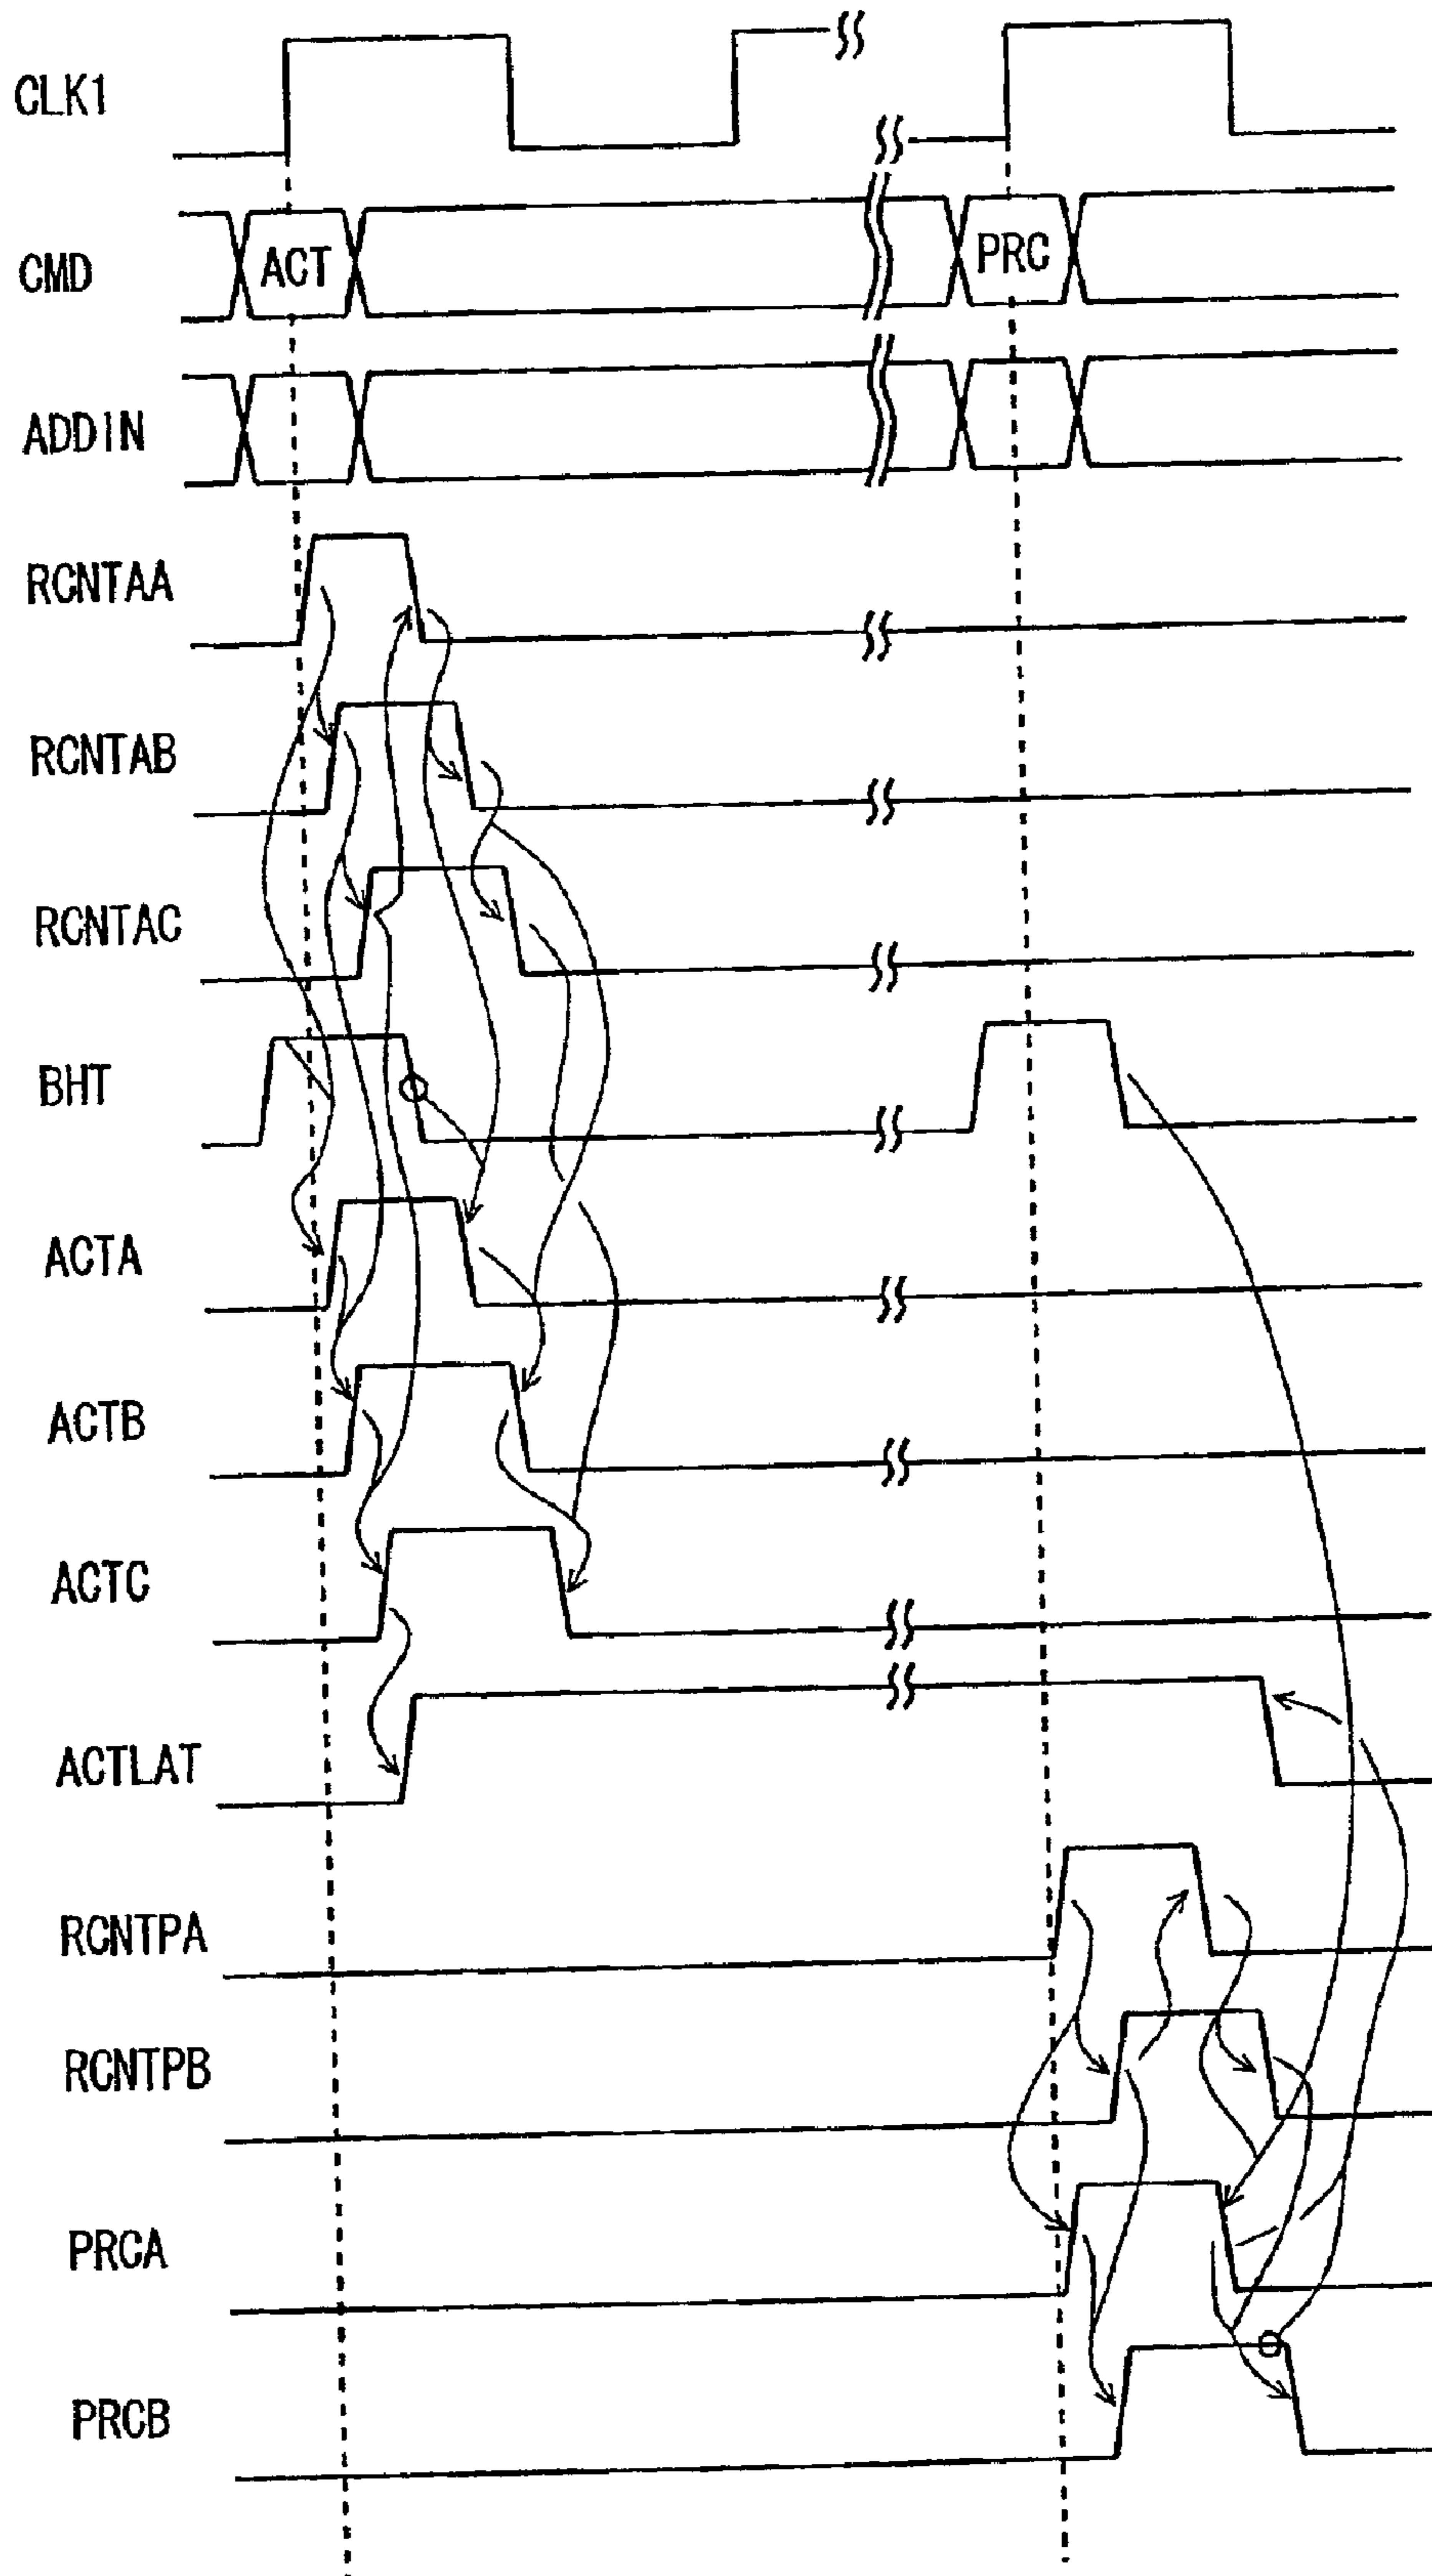 CLK1
CMD
ACT
PRC
ADDIN
RCNTAA
RCNTAB
RCNTAC
BHT
ACTA
ACTB
ACTC
ACTLAT
RCNTPA
RCNTPB
PRCA
PRCB